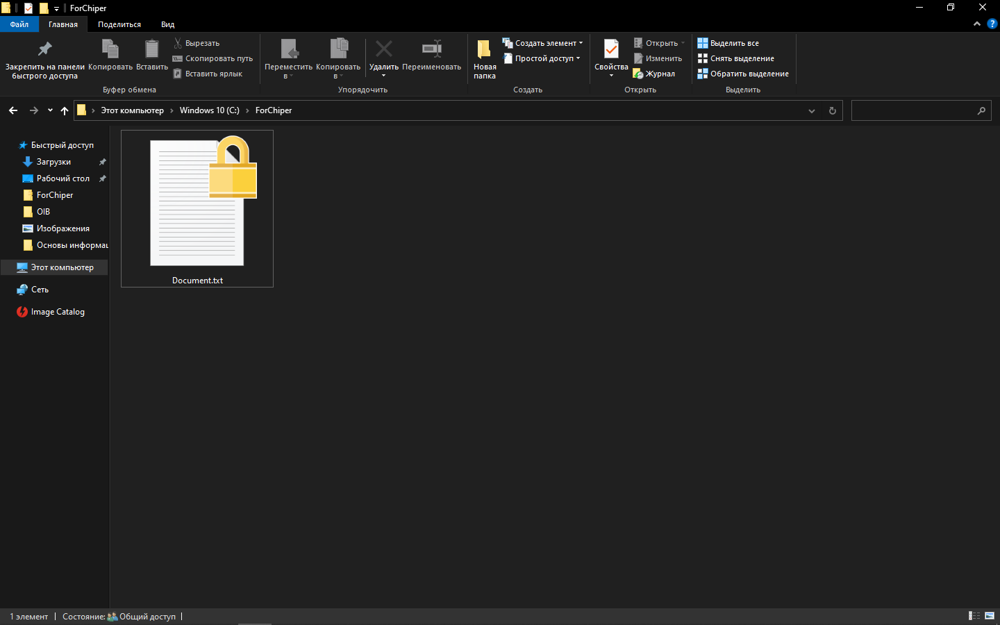 ForChiper
Файл Главная Поделиться Вид
Закрепить на панели
быстрого доступа
Копировать
Вставить
Вырезать
Скопировать путь
Вставить ярлык
Буфер обмена
Переместить
в
Копировать
в
Удалить
Переименовать
Упорядочить
Новая
папка
Создать элемент
Простой доступ
Создать
Свойства
Открыть
Изменить
Журнал
Открыть
Выделить все
Снять выделение
Обратить выделение
Выделить
Этот компьютер › Windows 10 (C:) › ForChiper
Быстрый доступ
Загрузки
Рабочий стол
ForChiper
OIB
Изображения
Основы информац
Этот компьютер
Сеть
Image Catalog
Document.txt
1 элемент Состояние: Общий доступ